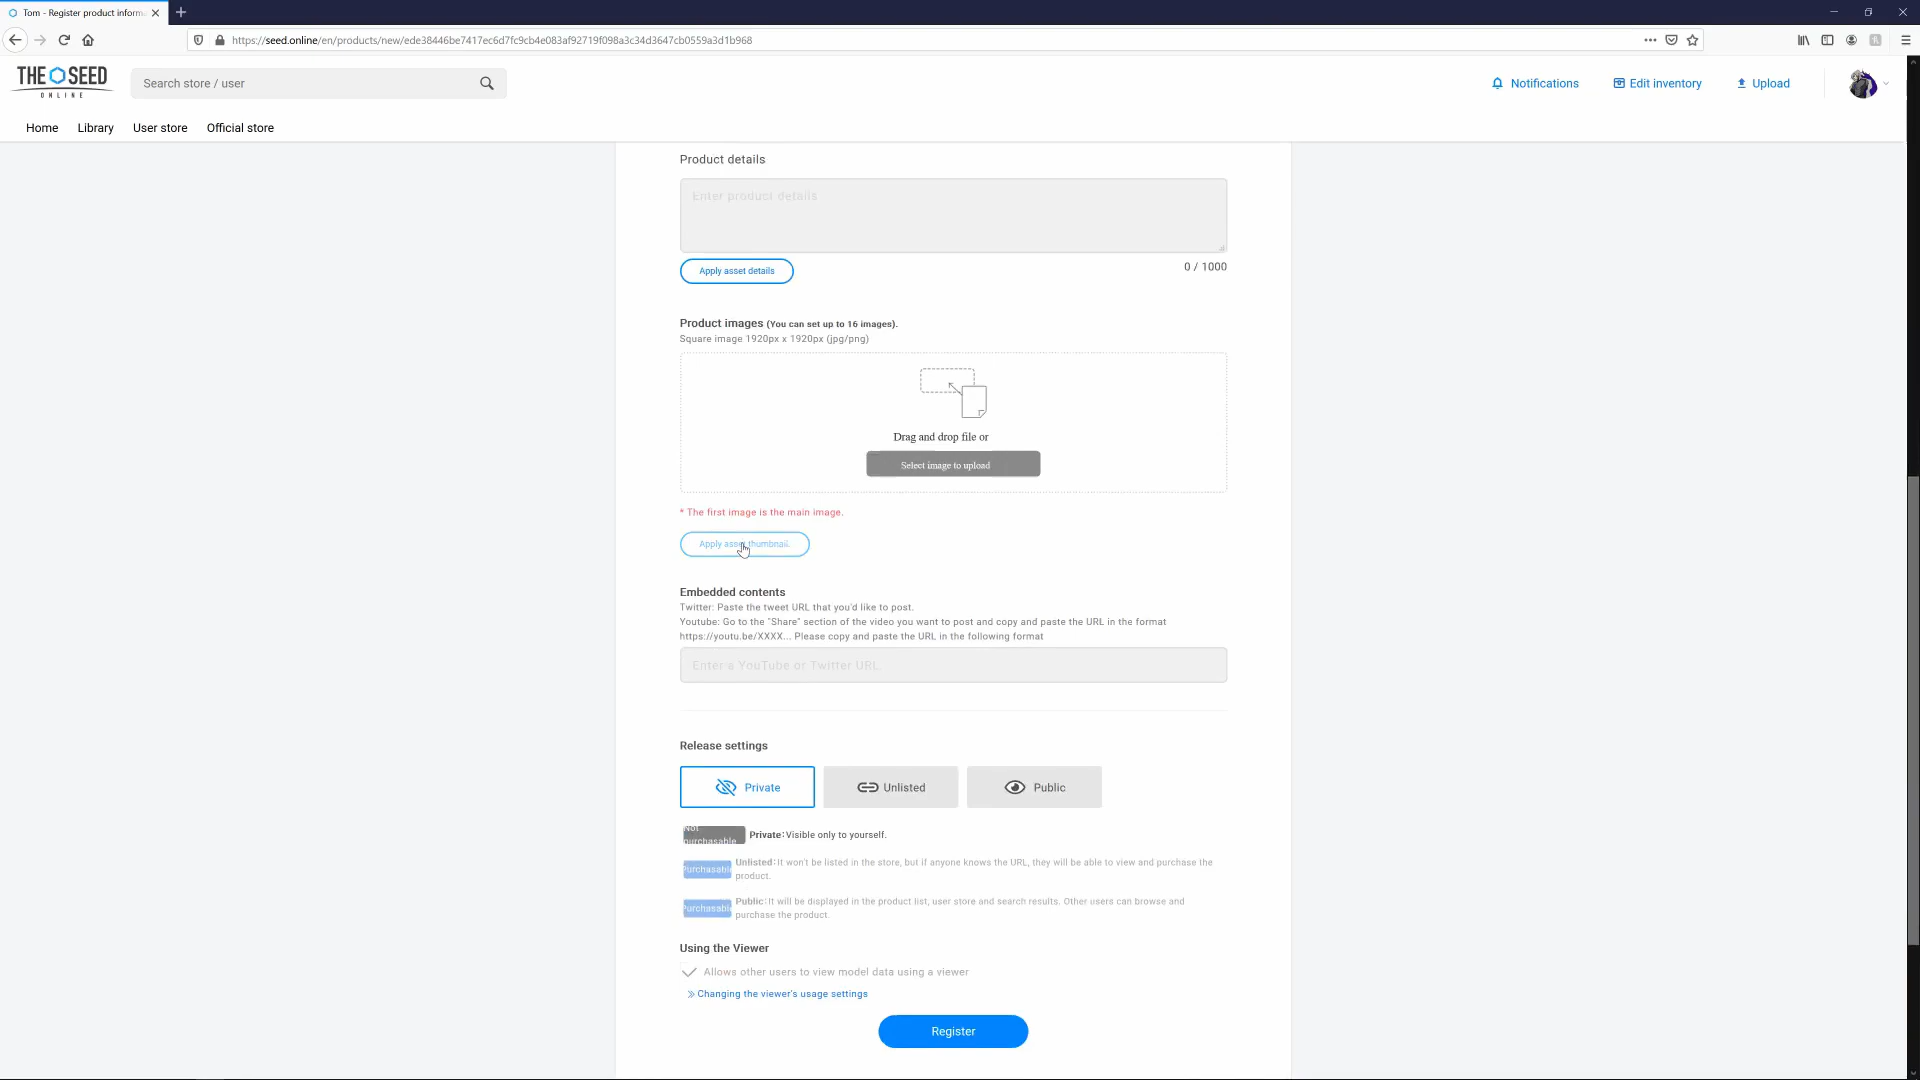 Tom - Register product inform
https://seed.online/en/products/new/ede38446be7417ec6d7fc9cb4e083af92719f098a3c34d3647cb0559a3d1b968
THE SEED
ONLINE
Search store / user
Notifications
Edit inventory
Upload
Home
Library
User store
Official store
Product details
Enter product details
Apply asset details
0 / 1000
Product images (You can set up to 16 images).
Square image 1920px x 1920px (jpg/png)
Drag and drop file or
Select image to upload
* The first image is the main image.
Apply asset thumbnail.
Embedded contents
Twitter: Paste the tweet URL that you'd like to post.
Youtube: Go to the "Share" section of the video you want to post and copy and paste the URL in the format
https://youtu.be/XXXX... Please copy and paste the URL in the following format
Enter a YouTube or Twitter URL
Release settings
Private
Unlisted
Public
Not
purchasable
Private:Visible only to yourself.
Purchasable
Unlisted:It won't be listed in the store, but if anyone knows the URL, they will be able to view and purchase the
product.
Purchasable
Public:It will be displayed in the product list, user store and search results. Other users can browse and
purchase the product.
Using the Viewer
Allows other users to view model data using a viewer
Changing the viewer's usage settings
Register